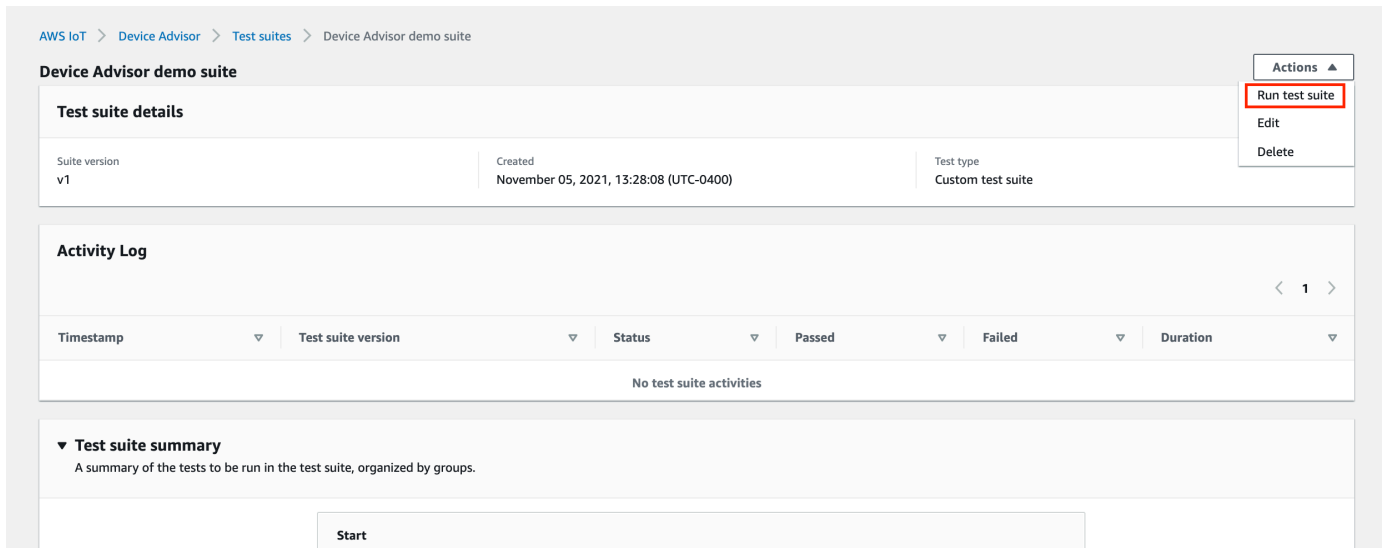 AWS IoT > Device Advisor > Test suites > Device Advisor demo suite
Device Advisor demo suite
Actions
Run test suite
Edit
Delete
Test suite details
Suite version
v1
Created
November 05, 2021, 13:28:08 (UTC-0400)
Test type
Custom test suite
Activity Log
< 1 >
Timestamp Test suite version Status Passed Failed Duration
No test suite activities
Test suite summary
A summary of the tests to be run in the test suite, organized by groups.
Start